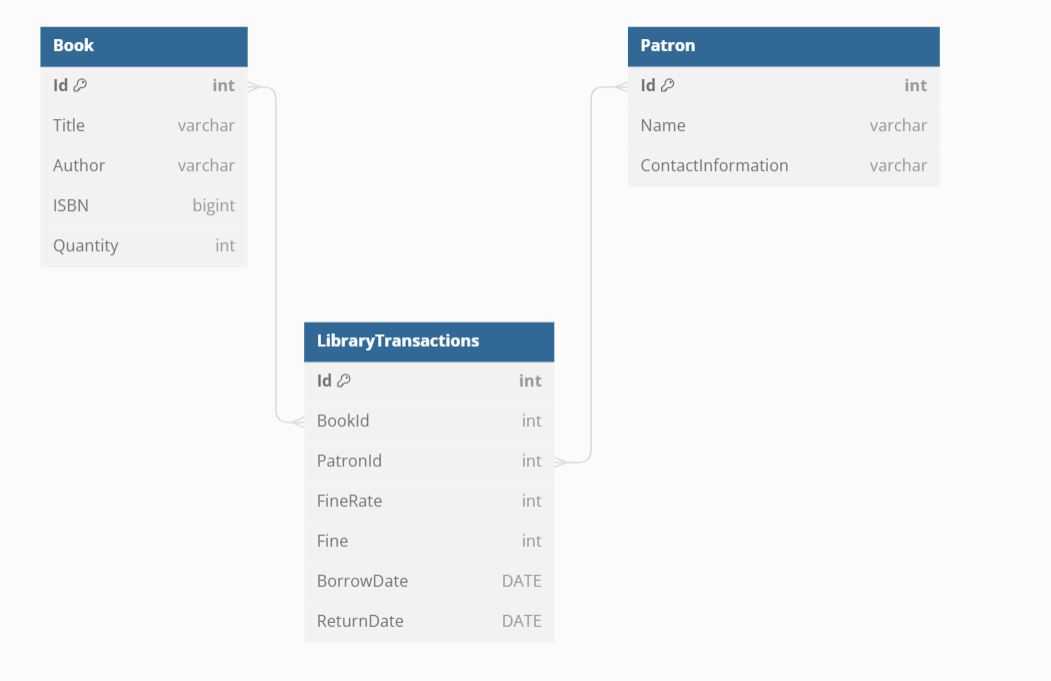 Book
Id int
Title varchar
Author varchar
ISBN bigint
Quantity int
Patron
Id int
Name varchar
ContactInformation varchar
LibraryTransactions
Id int
BookId int
PatronId int
FineRate int
Fine int
BorrowDate DATE
ReturnDate DATE